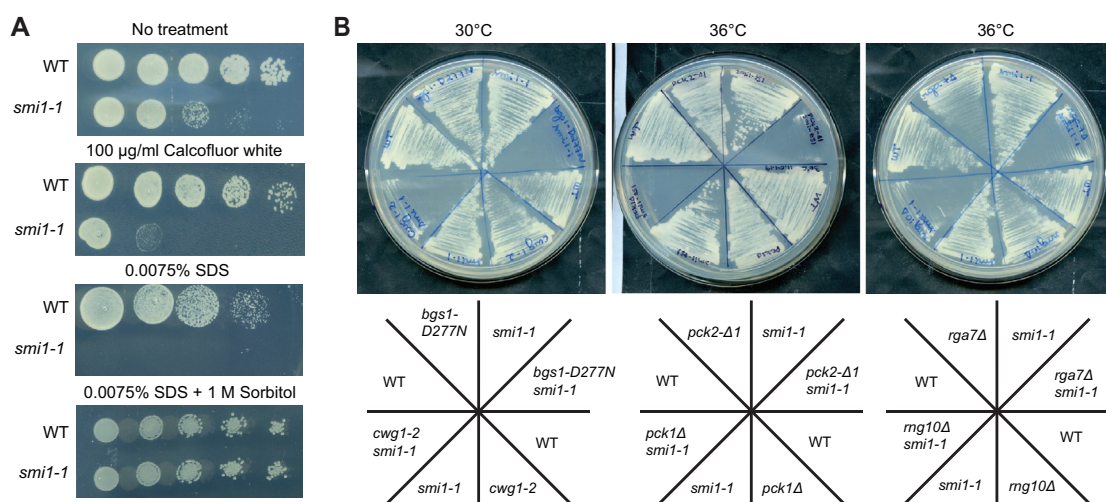 A
No treatment
WT
smi1-1
100 µg/ml Calcofluor white
WT
smi1-1
0.0075% SDS
WT
smi1-1
0.0075% SDS + 1 M Sorbitol
WT
smi1-1
B
30°C
36°C
36°C
bgs1-
D277N
smi1-1
WT
bgs1-D277N
smi1-1
cwg1-2
smi1-1
WT
smi1-1
cwg1-2
pck2-Δ1
smi1-1
WT
pck2-Δ1
smi1-1
pck1Δ
smi1-1
WT
smi1-1
pck1Δ
rga7Δ
smi1-1
WT
rga7Δ
smi1-1
rng10Δ
smi1-1
WT
smi1-1
rng10Δ